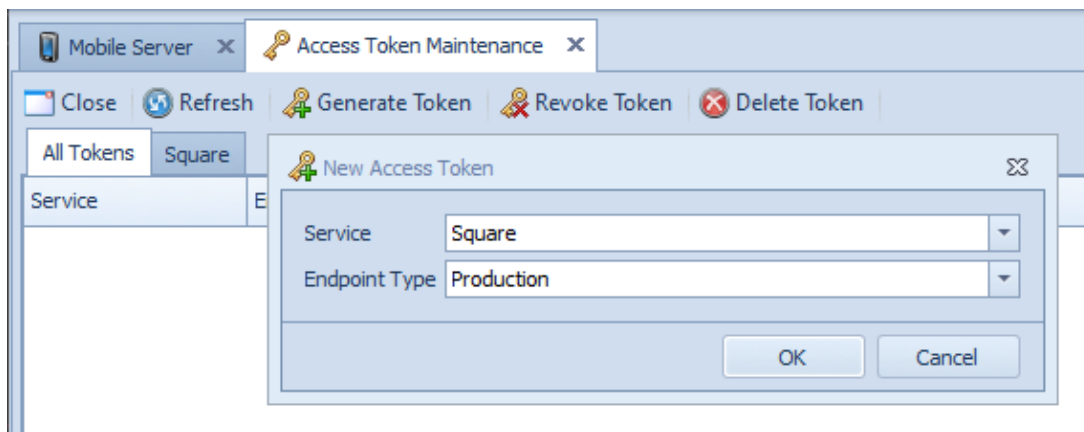 Mobile Server Access Token Maintenance
Close Refresh Generate Token Revoke Token Delete Token
All Tokens Square
New Access Token
Service
Service Square
Endpoint Type Production
OK Cancel